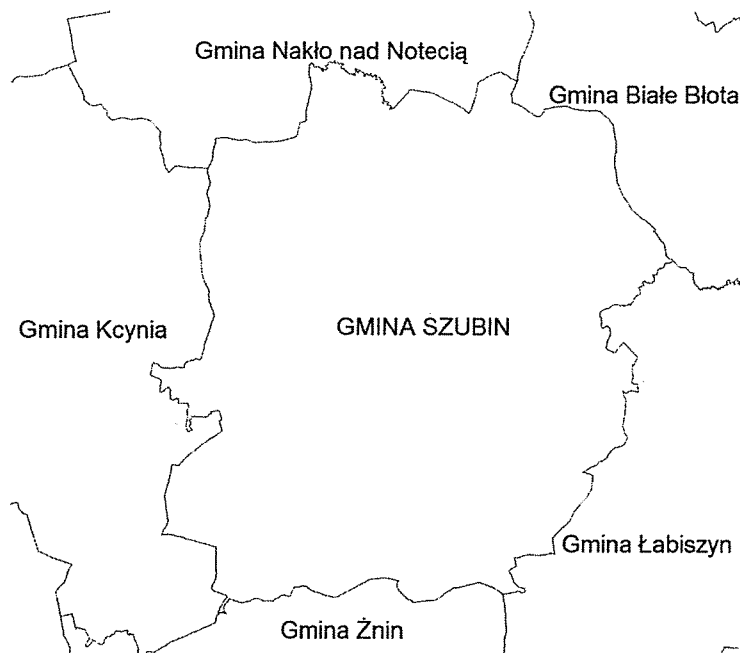 Gmina Nakło nad Notecią
Gmina Białe Błota
Gmina Kcynia
GMINA SZUBIN
Gmina Łabiszyn
Gmina Żnin